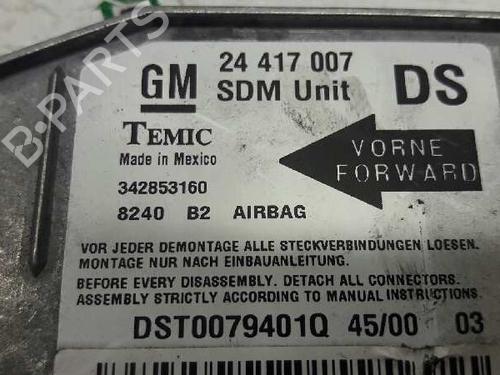 GM 24 417 007 DS
SDM Unit
TEMIC
Made in Mexico
VORNE
FORWARD
342853160
8240 B2 AIRBAG
VOR JEDER DEMONTAGE ALLE STECKVERBINDUNGEN LOESEN.
MONTAGE NUR NACH EINBAUANLEITUNG.
BEFORE EVERY DISASSEMBLY. DETACH ALL CONNECTORS.
ASSEMBLY STRICTLY ACCORDING TO MANUAL INSTRUCTIONS.
DST0079401Q 45/00 03
B-PARTS